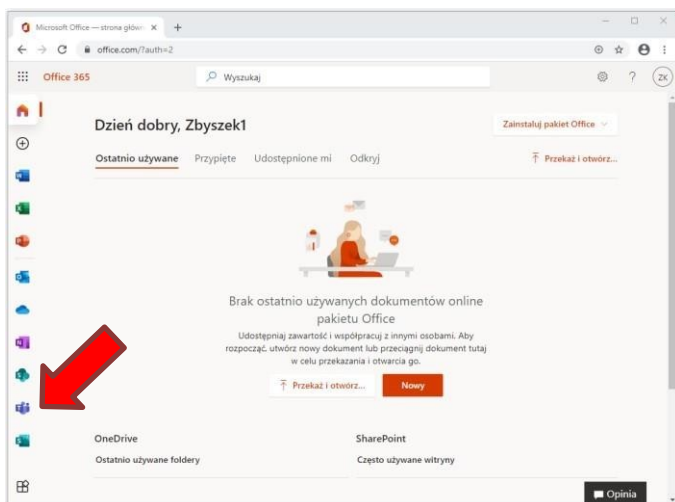 Microsoft Office — strona główn
office.com/?auth=2
Office 365
Wyszukaj
?
ZK
Dzień dobry, Zbyszek1
Zainstaluj pakiet Office
Ostatnio używane Przypięte Udostępnione mi Odkryj
Przekaż i otwórz...
Brak ostatnio używanych dokumentów online
pakietu Office
Udostępniaj zawartość i współpracuj z innymi osobami. Aby
rozpocząć, utwórz nowy dokument lub przeciągnij dokument tutaj
w celu przekazania i otwarcia go.
Przekaż i otwórz... Nowy
OneDrive SharePoint
Ostatnio używane foldery Często używane witryny
Opinia